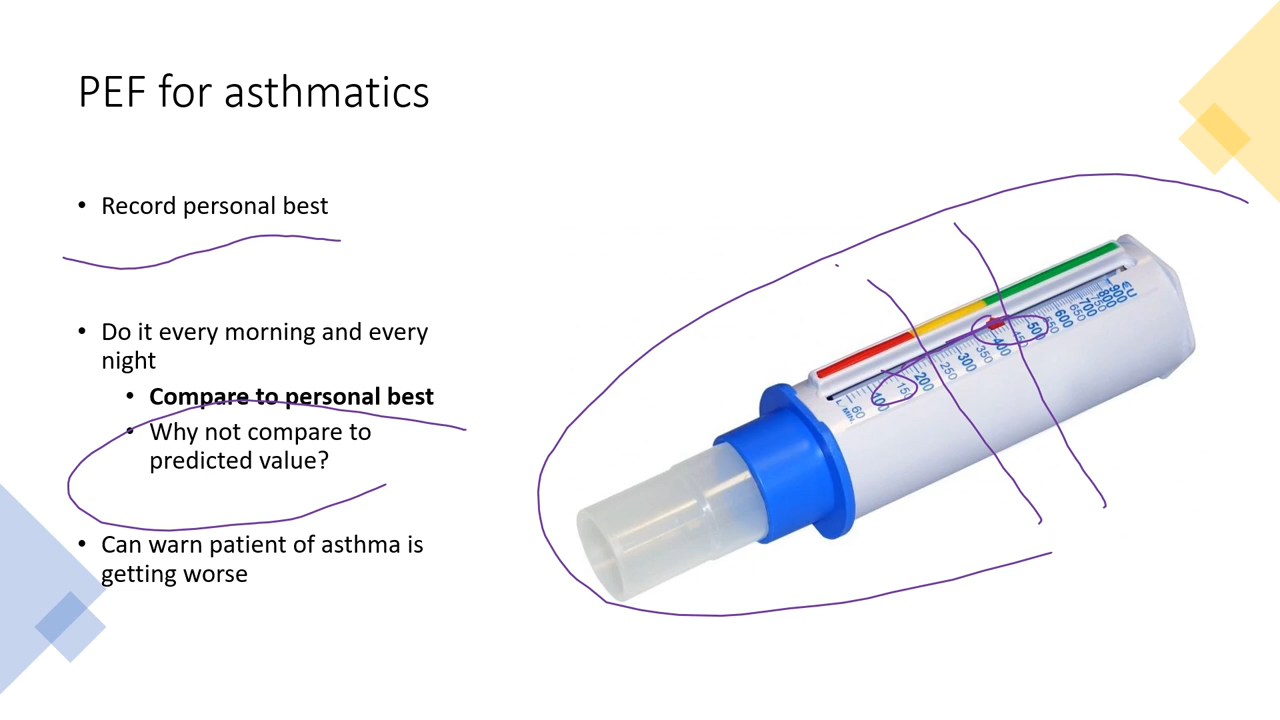 PEF for asthmatics
• Record personal best
• Do it every morning and every
night
• Compare to personal best
• Why not compare to
predicted value?
• Can warn patient of asthma is
getting worse
L Min.
60
100
150
200
250
300
350
400
450
500
550
600
650
700
750
800
900
EU